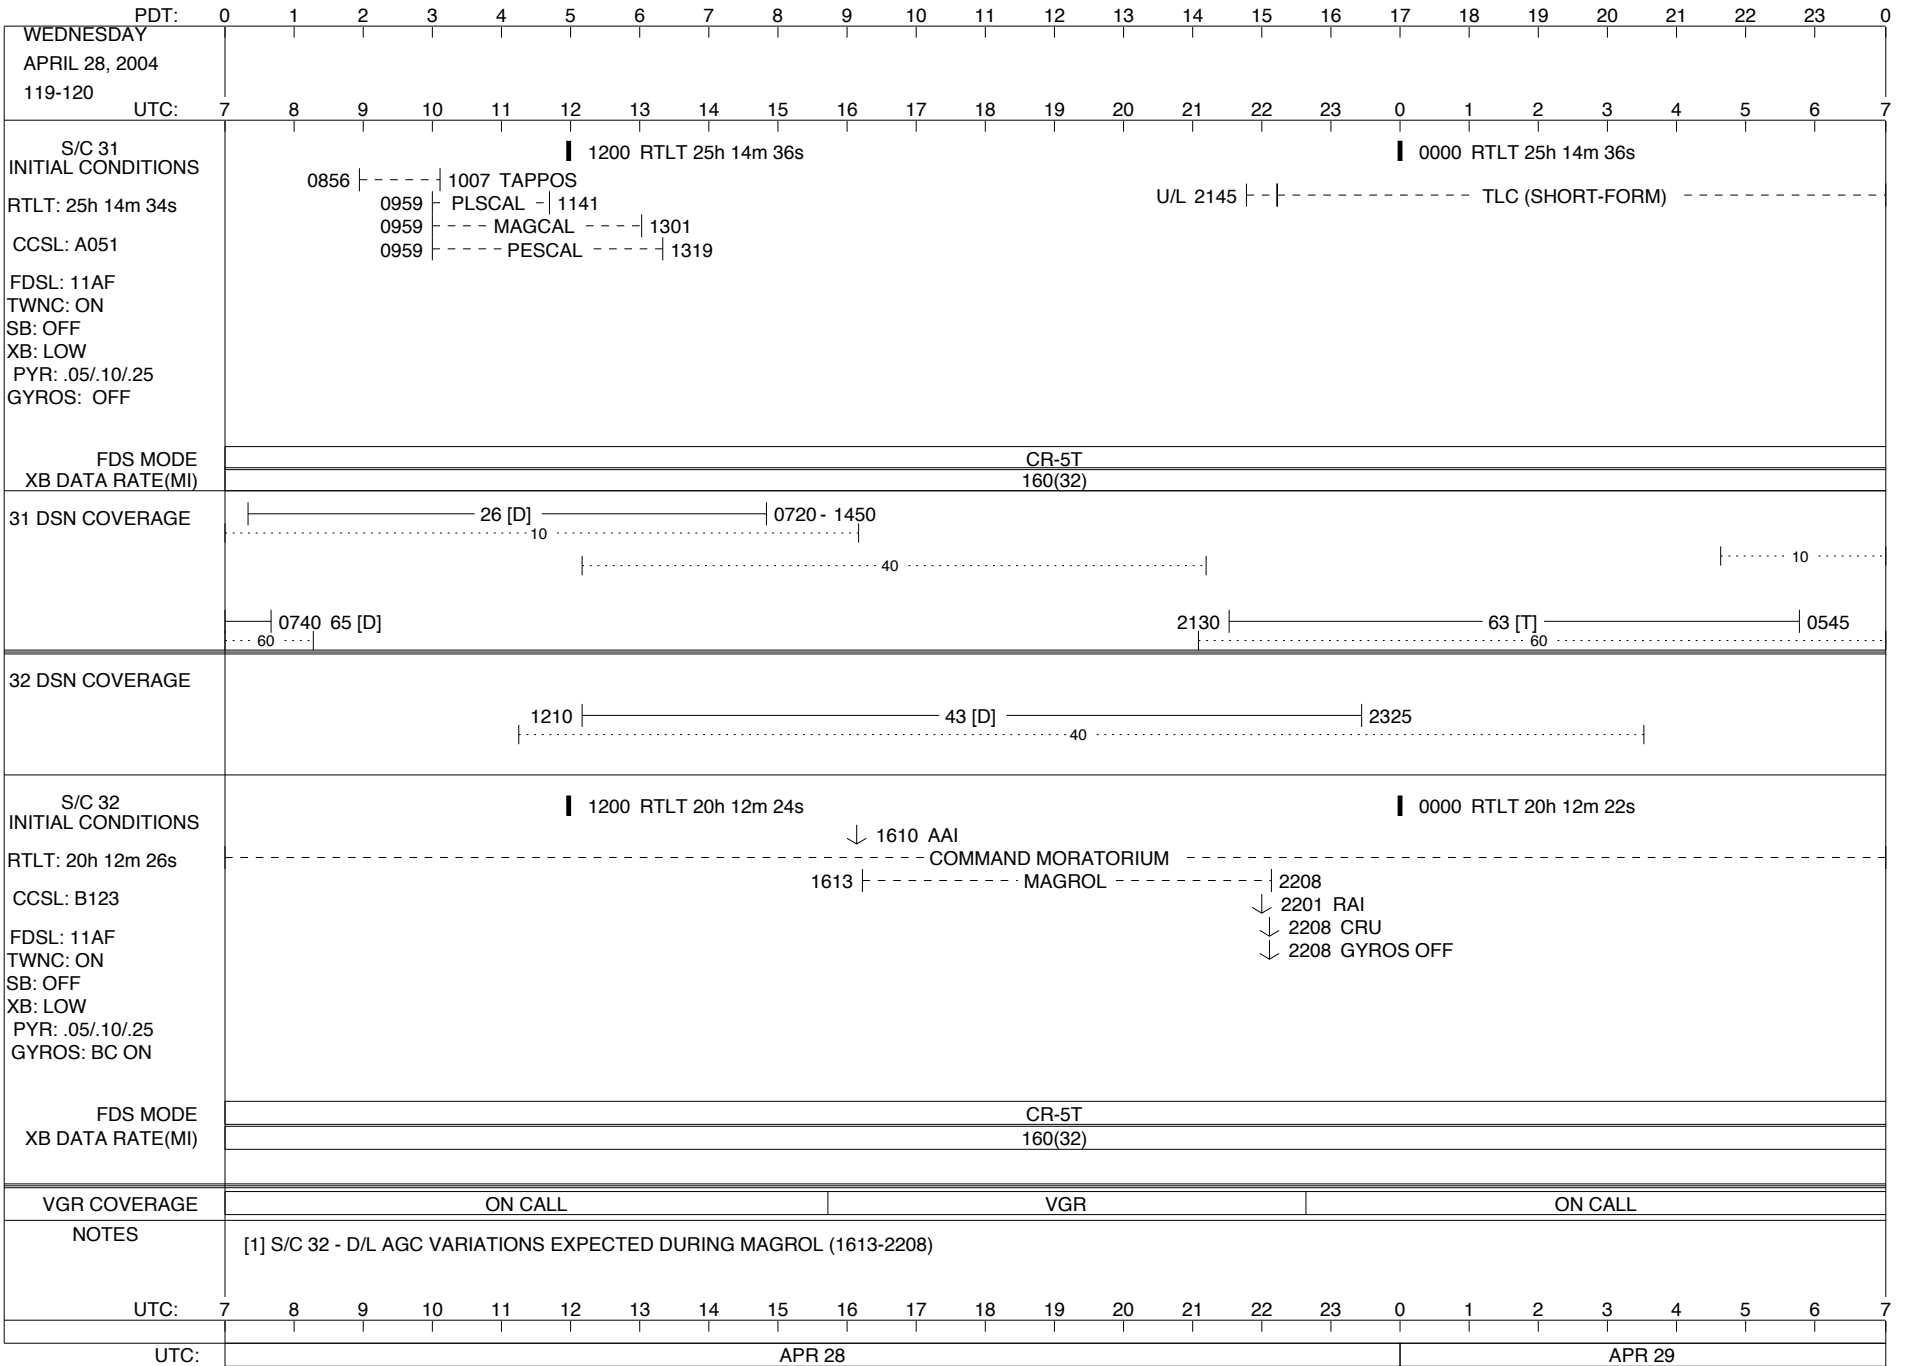 PDT: 0 1 2 3 4 5 6 7 8 9 10 11 12 13 14 15 16 17 18 19 20 21 22 23 0
WEDNESDAY
APRIL 28, 2004
119-120
UTC: 7 8 9 10 11 12 13 14 15 16 17 18 19 20 21 22 23 0 1 2 3 4 5 6 7
S/C 31
INITIAL CONDITIONS
RTLT: 25h 14m 34s
CCSL: A051
FDSL: 11AF
TWNC: ON
SB: OFF
XB: LOW
PYR: .05/.10/.25
GYROS: OFF
1200 RTLT 25h 14m 36s
0000 RTLT 25h 14m 36s
0856 1007 TAPPOS
U/L 2145 TLC (SHORT-FORM)
0959 PLSCAL 1141
0959 MAGCAL 1301
0959 PESCAL 1319
FDS MODE CR-5T
XB DATA RATE(MI) 160(32)
31 DSN COVERAGE
26 [D] 0720 - 1450
10
40
10
0740 65 [D]
60
2130 63 [T] 0545
60
32 DSN COVERAGE
1210 43 [D] 2325
40
S/C 32
INITIAL CONDITIONS
RTLT: 20h 12m 26s
CCSL: B123
FDSL: 11AF
TWNC: ON
SB: OFF
XB: LOW
PYR: .05/.10/.25
GYROS: BC ON
1200 RTLT 20h 12m 24s
0000 RTLT 20h 12m 22s
1610 AAI
COMMAND MORATORIUM
1613 MAGROL 2208
2201 RAI
2208 CRU
2208 GYROS OFF
FDS MODE CR-5T
XB DATA RATE(MI) 160(32)
VGR COVERAGE ON CALL VGR ON CALL
NOTES
[1] S/C 32 - D/L AGC VARIATIONS EXPECTED DURING MAGROL (1613-2208)
UTC: 7 8 9 10 11 12 13 14 15 16 17 18 19 20 21 22 23 0 1 2 3 4 5 6 7
UTC: APR 28 APR 29